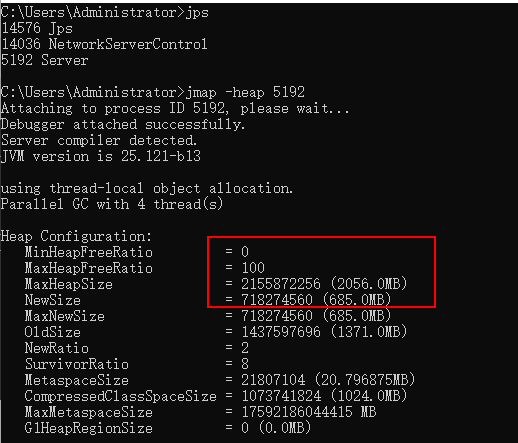 C:\Users\Administrator>jps
14576 Jps
14036 NetworkServerControl
5192 Server
C:\Users\Administrator>jmap -heap 5192
Attaching to process ID 5192, please wait...
Debugger attached successfully.
Server compiler detected.
JVM version is 25.121-b13
using thread-local object allocation.
Parallel GC with 4 thread(s)
Heap Configuration:
MinHeapFreeRatio = 0
MaxHeapFreeRatio = 100
MaxHeapSize = 2155872256 (2056.0MB)
NewSize = 718274560 (685.0MB)
MaxNewSize = 718274560 (685.0MB)
OldSize = 1437597696 (1371.0MB)
NewRatio = 2
SurvivorRatio = 8
MetaspaceSize = 21807104 (20.796875MB)
CompressedClassSpaceSize = 1073741824 (1024.0MB)
MaxMetaspaceSize = 17592186044415 MB
G1HeapRegionSize = 0 (0.0MB)